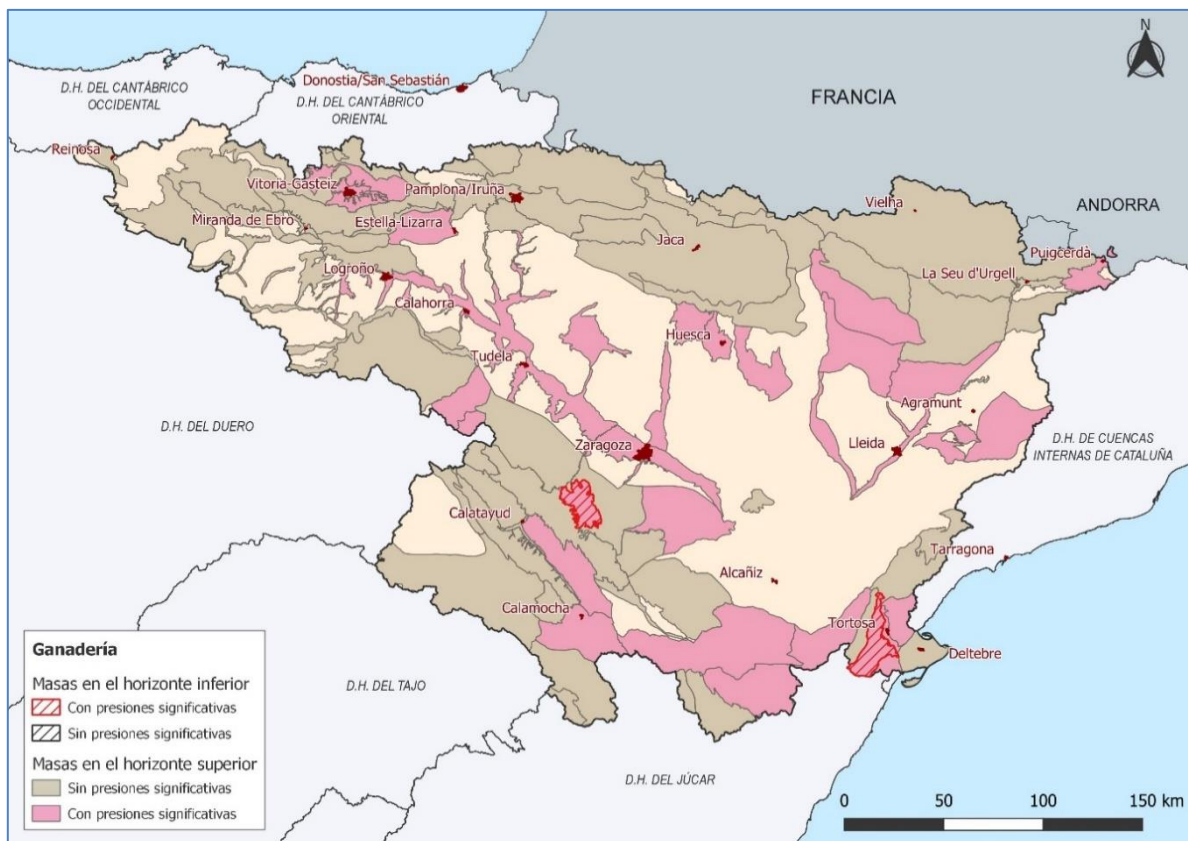 N
Donostia/San Sebastián
D.H. DEL CANTÁBRICO
OCCIDENTAL
D.H. DEL CANTÁBRICO
ORIENTAL
FRANCIA
Reinosa
Vitoria-Gasteiz
Pamplona/Iruña
Vielha
ANDORRA
Miranda de Ebro
Estella-Lizarra
Jaca
Puigcerdà
La Seu d'Urgell
Logroño
Calahorra
Huesca
Tudela
Agramunt
D.H. DEL DUERO
Zaragoza
Lleida
D.H. DE CUENCAS
INTERNAS DE CATALUÑA
Calatayud
Tarragona
Alcañiz
Calamocha
Tortosa
Deltebre
D.H. DEL TAJO
D.H. DEL JÚCAR
Ganadería
Masas en el horizonte inferior
Con presiones significativas
Sin presiones significativas
Masas en el horizonte superior
Sin presiones significativas
Con presiones significativas
0 50 100 150 km